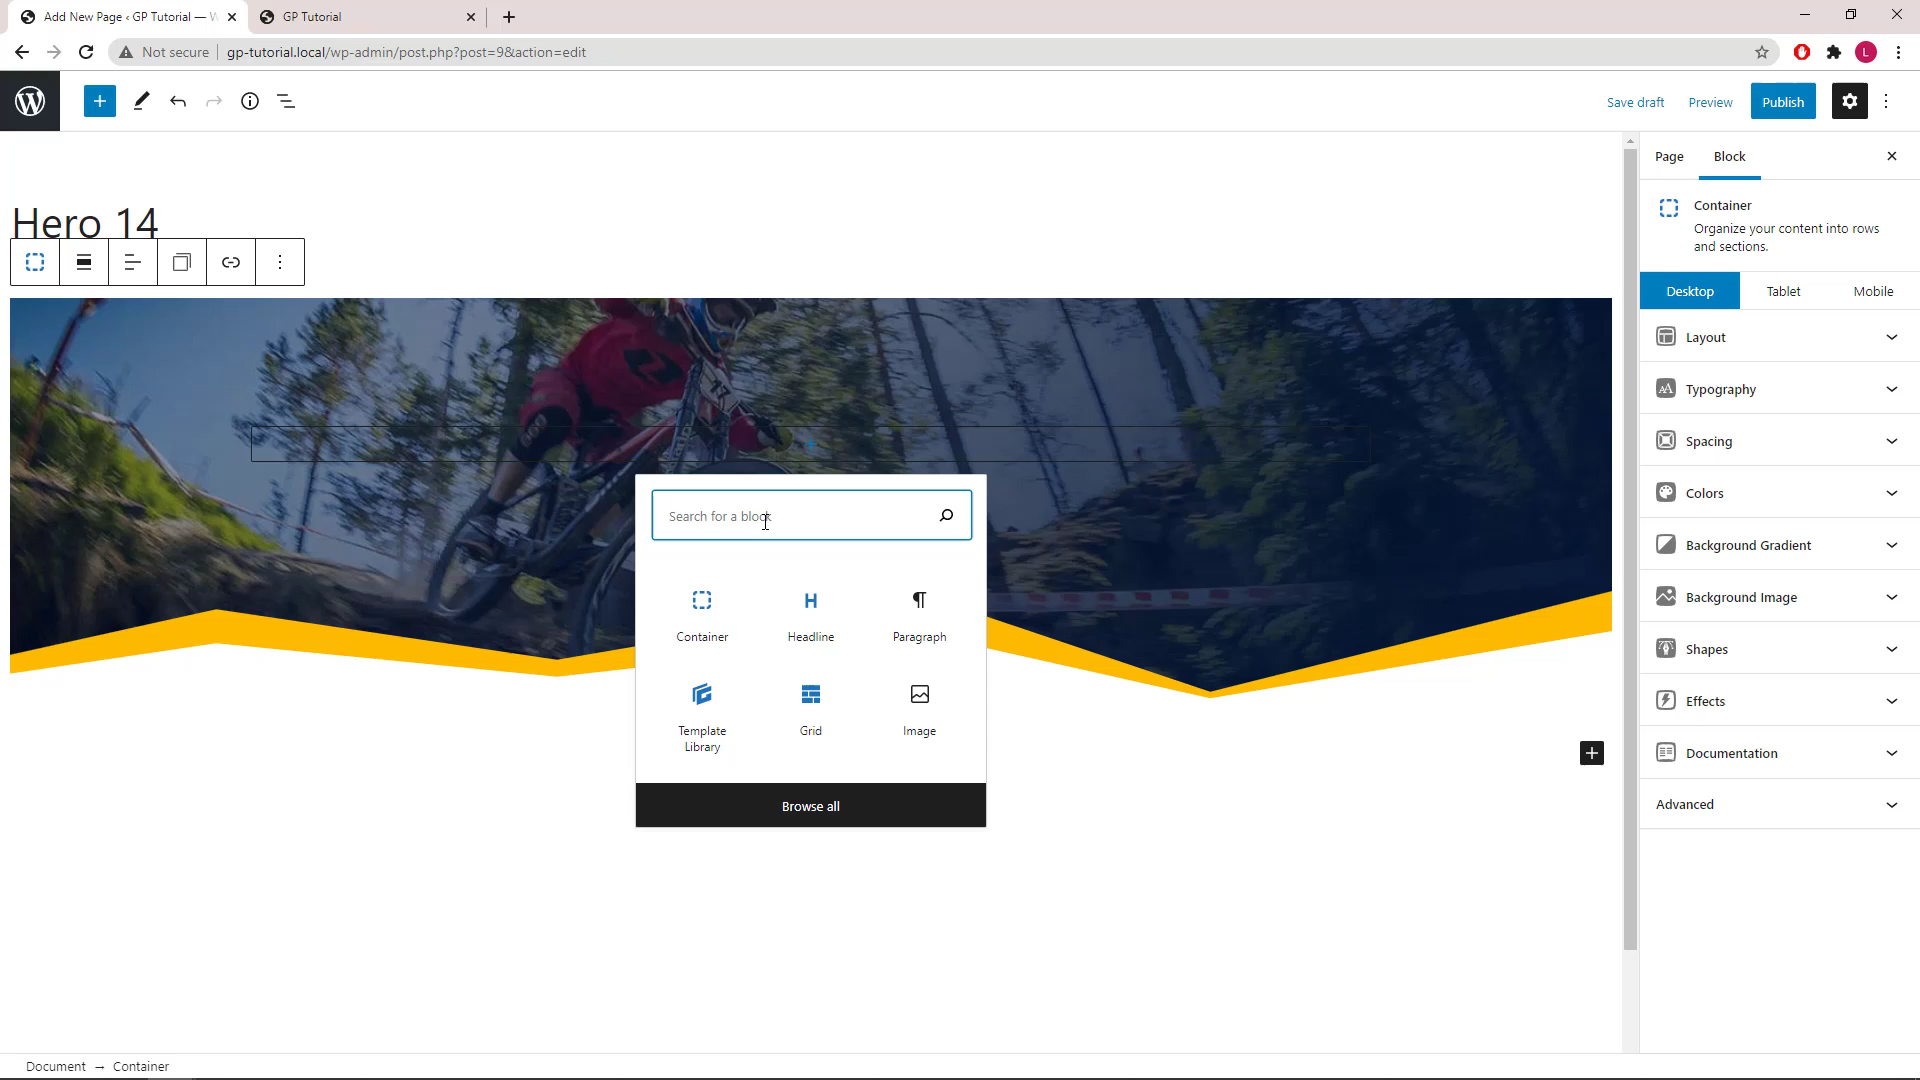 Add New Page ‹ GP Tutorial — W
GP Tutorial
Not secure
gp-tutorial.local/wp-admin/post.php?post=9&action=edit
L
Save draft
Preview
Publish
Page
Block
Hero 14
Container
Organize your content into rows
and sections.
Desktop
Tablet
Mobile
Layout
Typography
Spacing
Colors
Background Gradient
Background Image
Shapes
Effects
Documentation
Advanced
Search for a block
Container
Headline
Paragraph
Template
Library
Grid
Image
Browse all
Document → Container